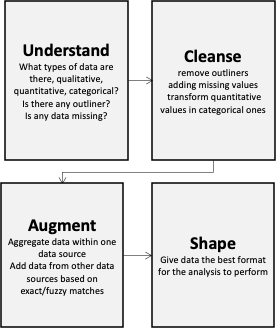 Understand
What types of data are
there, qualitative,
quantitative, categorical?
Is there any outliner?
Is any data missing?
Cleanse
remove outliners
adding missing values
transform quantitative
values in categorical ones
Augment
Aggregate data within one
data source
Add data from other data
sources based on
exact/fuzzy matches
Shape
Give data the best format
for the analysis to perform